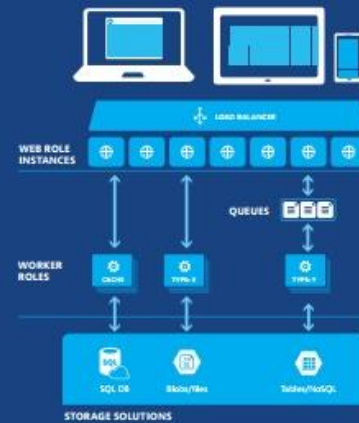 LOAD BALANCER
WEB ROLE
INSTANCES
QUEUES
WORKER
ROLES
CACHE
TYPE-X
TYPE-Y
SQL
SQL DB
Blobs/files
Tables/NoSQL
STORAGE SOLUTIONS